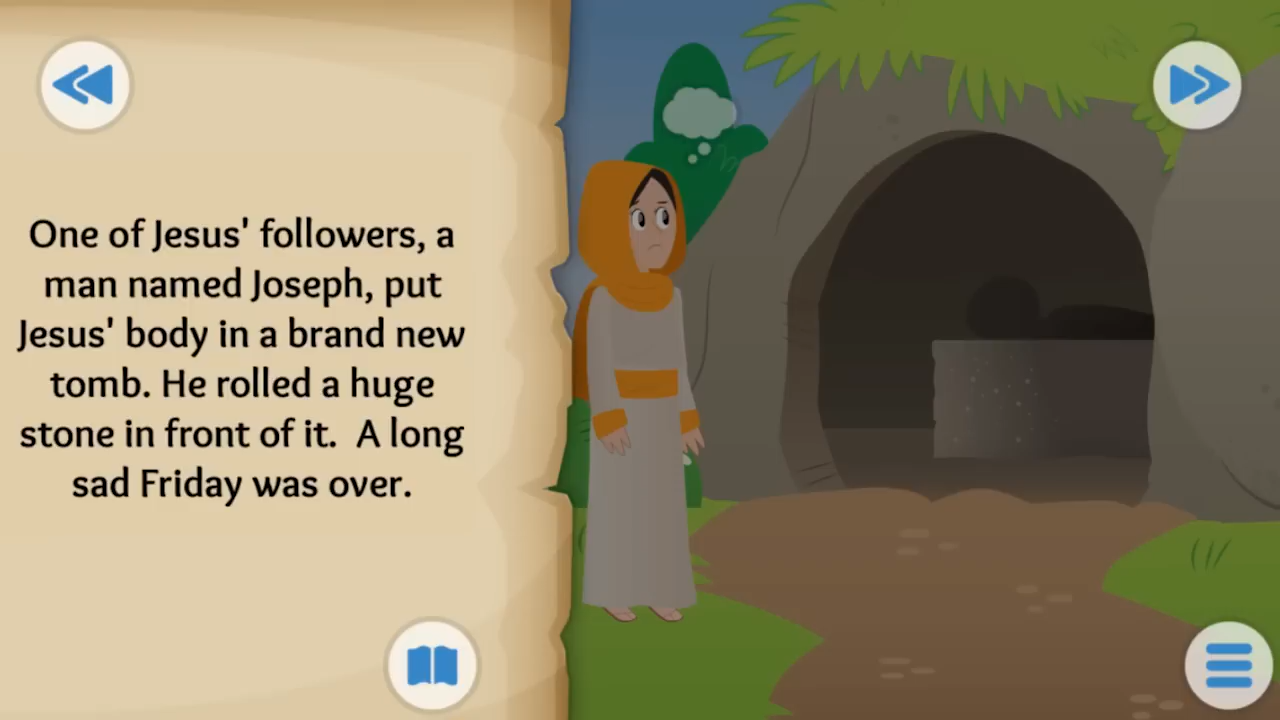 One of Jesus' followers, a
man named Joseph, put
Jesus' body in a brand new
tomb. He rolled a huge
stone in front of it.  A long
sad Friday was over.